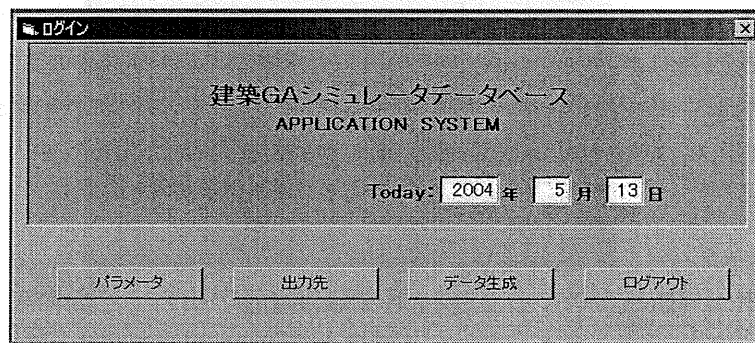 ログイン
建築GAシミュレータデータベース
APPLICATION SYSTEM
Today: 2004 年 5 月 13 日
パラメータ 出力先 データ生成 ログアウト